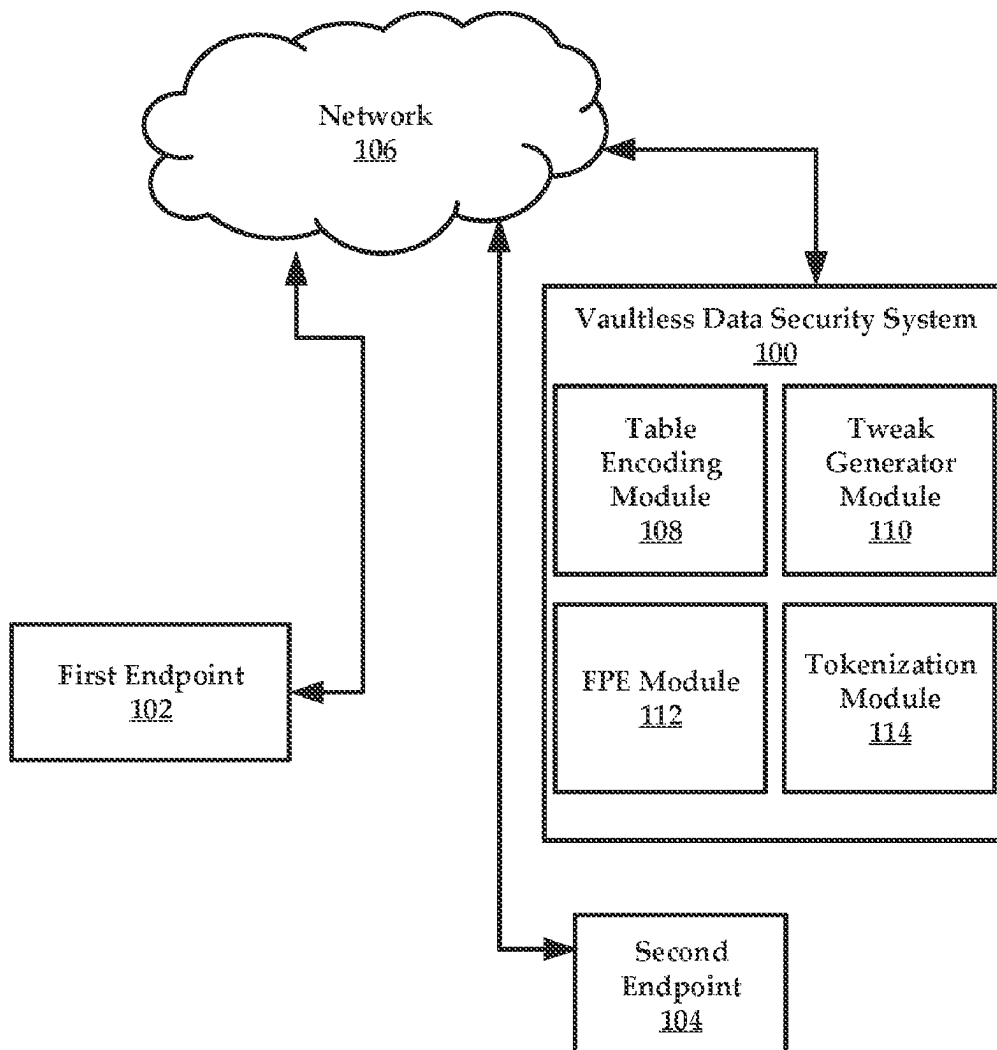 Network
106
Vaultless Data Security System
100
Table
Encoding
Module
108
Tweak
Generator
Module
110
First Endpoint
102
FPE Module
112
Tokenization
Module
114
Second
Endpoint
104